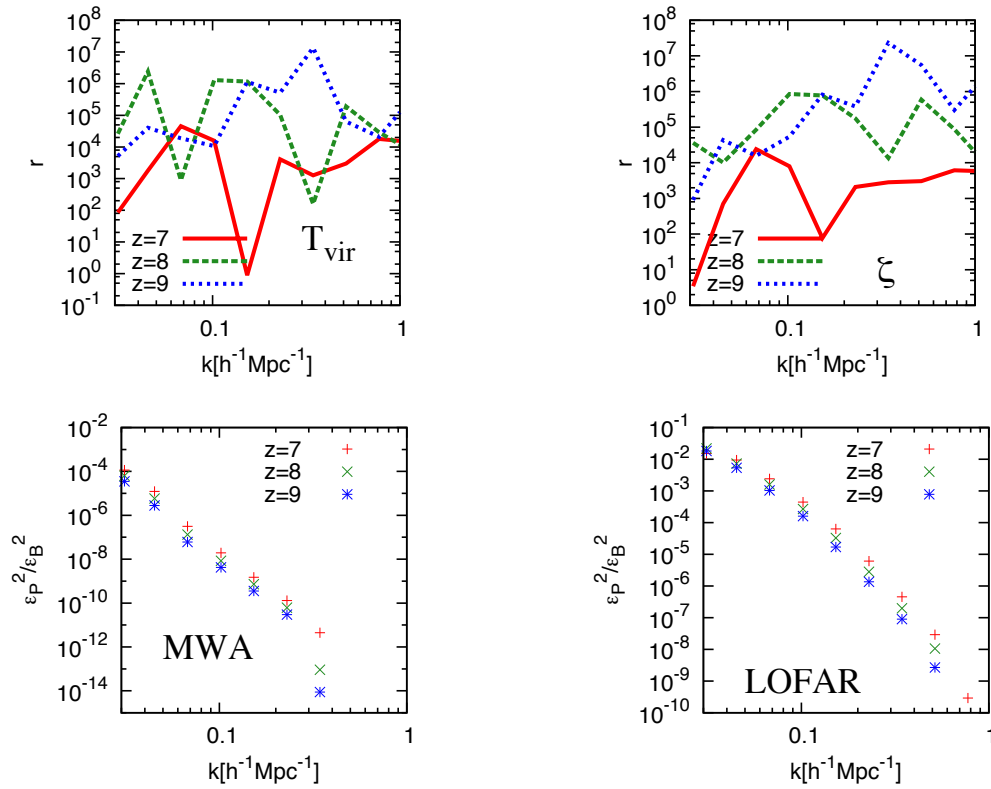 10^8
10^7
10^6
10^5
10^4
10^3
10^2
10^1
10^0
10^-1
r
z=7
z=8
z=9
T_vir
0.1
1
k[h^-1Mpc^-1]
10^8
10^7
10^6
10^5
10^4
10^3
10^2
10^1
10^0
r
z=7
z=8
z=9
ζ
0.1
1
k[h^-1Mpc^-1]
10^-2
10^-4
10^-6
10^-8
10^-10
10^-12
10^-14
ε_P^2/ε_B^2
z=7
z=8
z=9
MWA
0.1
1
k[h^-1Mpc^-1]
10^-1
10^-2
10^-3
10^-4
10^-5
10^-6
10^-7
10^-8
10^-9
10^-10
ε_P^2/ε_B^2
z=7
z=8
z=9
LOFAR
0.1
1
k[h^-1Mpc^-1]